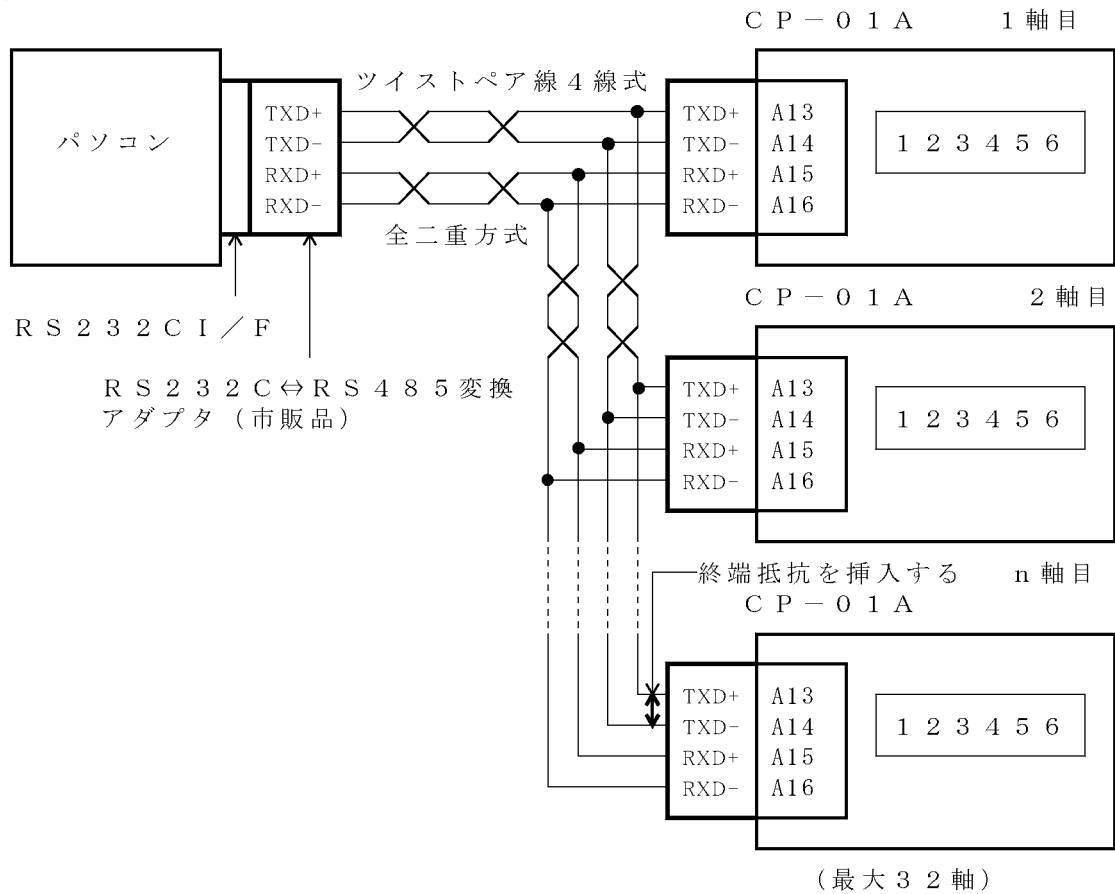 ＣＰ－０１Ａ　１軸目
パソコン
TXD+
TXD-
RXD+
RXD-
ツイストペア線４線式
全二重方式
TXD+ A13
TXD- A14
RXD+ A15
RXD- A16
１２３４５６
ＲＳ２３２ＣＩ／Ｆ
ＲＳ２３２Ｃ⇔ＲＳ４８５変換
アダプタ（市販品）
ＣＰ－０１Ａ　２軸目
TXD+ A13
TXD- A14
RXD+ A15
RXD- A16
１２３４５６
終端抵抗を挿入する　ｎ軸目
ＣＰ－０１Ａ
TXD+ A13
TXD- A14
RXD+ A15
RXD- A16
１２３４５６
（最大３２軸）